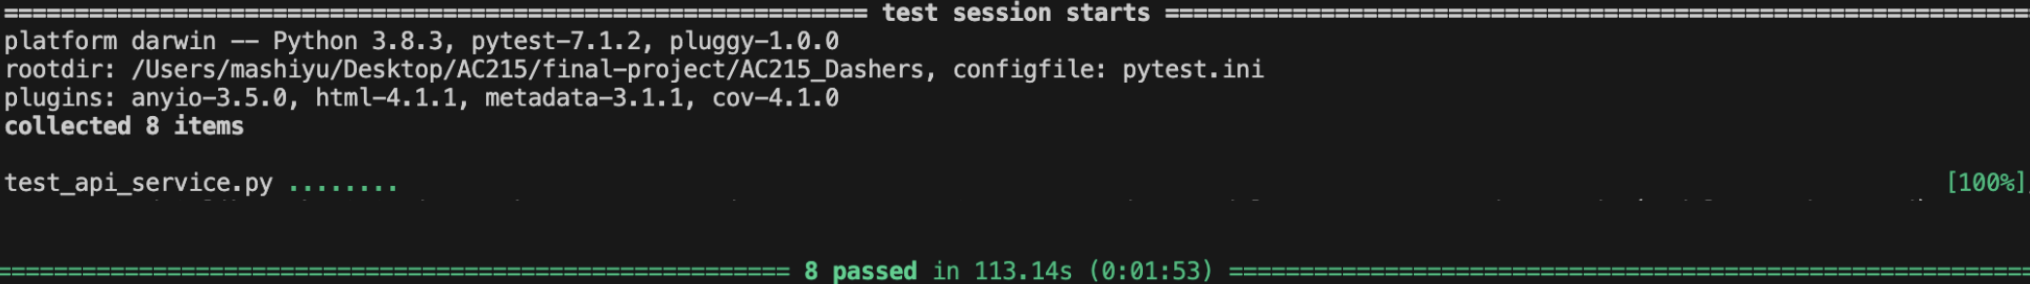 ============================================================= test session starts =============================================================
platform darwin -- Python 3.8.3, pytest-7.1.2, pluggy-1.0.0
rootdir: /Users/mashiyu/Desktop/AC215/final-project/AC215_Dashers, configfile: pytest.ini
plugins: anyio-3.5.0, html-4.1.1, metadata-3.1.1, cov-4.1.0
collected 8 items
test_api_service.py ........ [100%]
======================================================== 8 passed in 113.14s (0:01:53) =========================================================